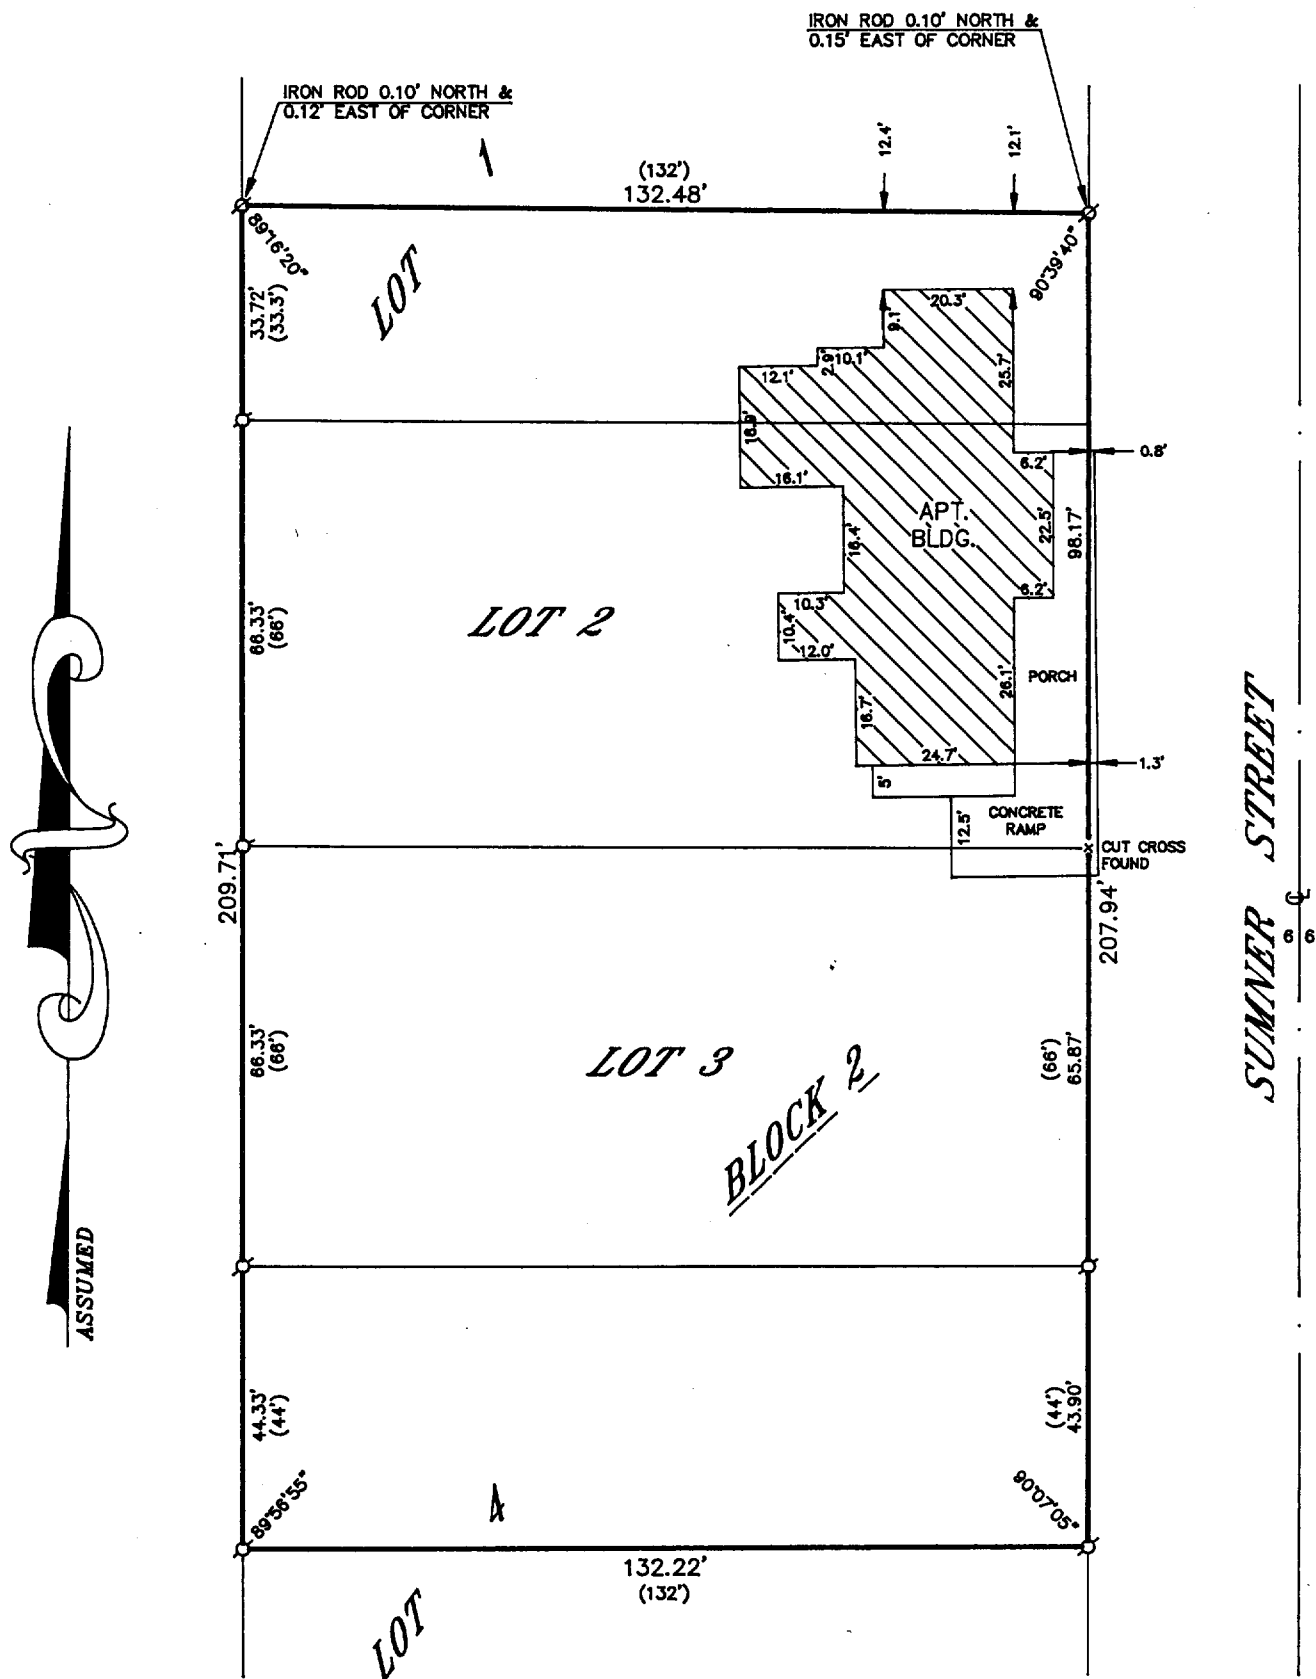 IRON ROD 0.10' NORTH &
0.15' EAST OF CORNER
IRON ROD 0.10' NORTH &
0.12' EAST OF CORNER
12.4'
12.1'
1
(132')
132.48'
89°16'20"
90°39'40"
LOT
33.72'
(33.3')
20.3'
9.1'
10.1'
2.9'
12.1'
25.7'
16.9'
6.2'
0.8'
16.1'
APT.
BLDG.
22.5'
98.17'
16.4'
6.2'
10.3'
10.4'
12.0'
LOT 2
66.33'
(66')
26.1'
PORCH
16.7'
24.7'
1.3'
5'
CONCRETE
RAMP
12.5'
CUT CROSS
FOUND
209.71'
207.94'
SUMNER STREET
℄
66
66.33'
(66')
LOT 3
(66')
65.87'
BLOCK 2
ASSUMED
44.33'
(44')
(44')
43.90'
89°56'55"
4
90°07'05"
132.22'
(132')
LOT